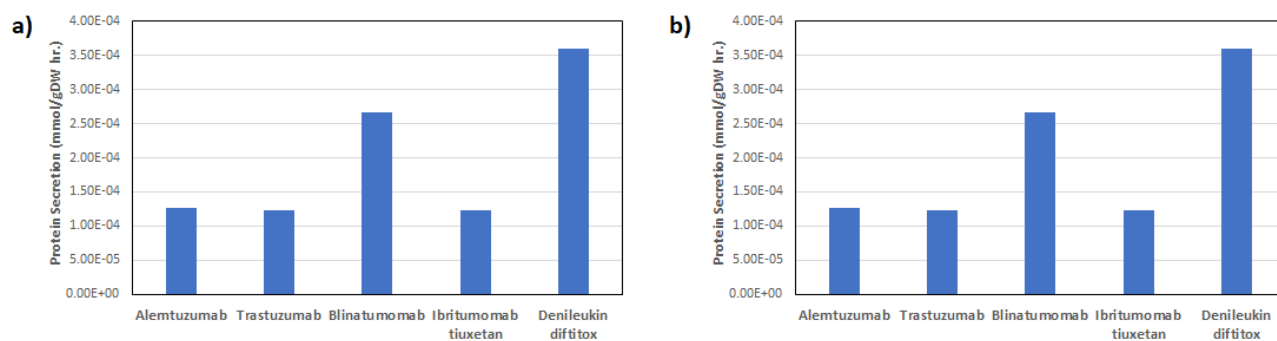 a)
Protein Secretion (mmol/gDW hr.)
4.00E-04
3.50E-04
3.00E-04
2.50E-04
2.00E-04
1.50E-04
1.00E-04
5.00E-05
0.00E+00
Alemtuzumab Trastuzumab Blinatumomab Ibritumomab Denileukin
tiuxetan diftitox
b)
Protein Secretion (mmol/gDW hr.)
4.00E-04
3.50E-04
3.00E-04
2.50E-04
2.00E-04
1.50E-04
1.00E-04
5.00E-05
0.00E+00
Alemtuzumab Trastuzumab Blinatumomab Ibritumomab Denileukin
tiuxetan diftitox